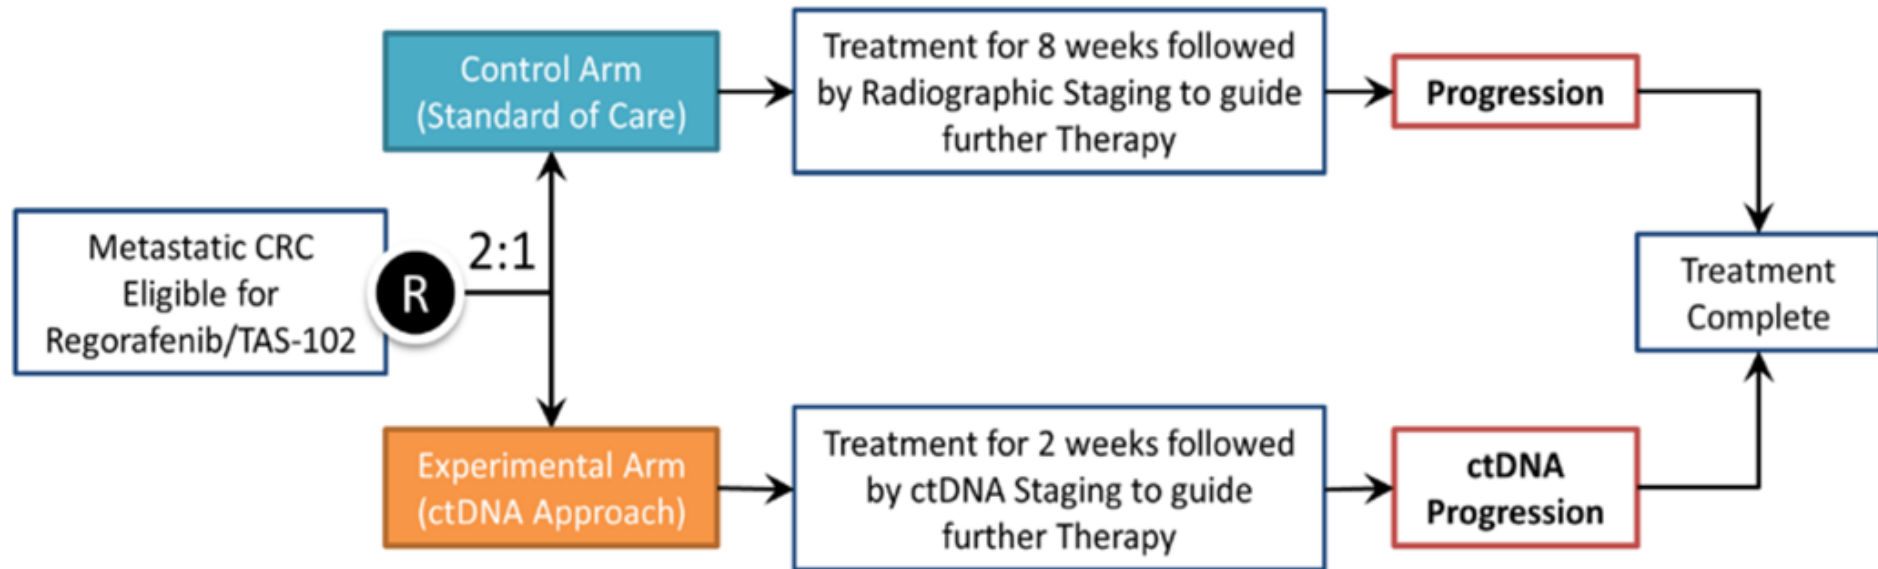 Metastatic CRC
Eligible for
Regorafenib/TAS-102
R
2:1
Control Arm
(Standard of Care)
Treatment for 8 weeks followed
by Radiographic Staging to guide
further Therapy
Progression
Experimental Arm
(ctDNA Approach)
Treatment for 2 weeks followed
by ctDNA Staging to guide
further Therapy
ctDNA
Progression
Treatment
Complete